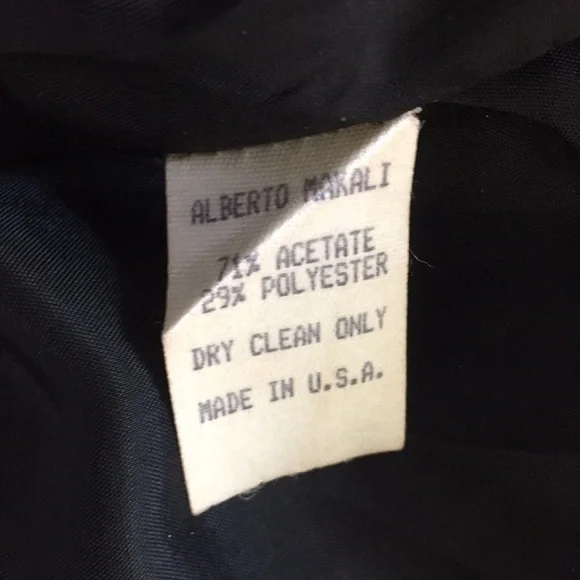 ALBERTO MAKALI
71% ACETATE
29% POLYESTER
DRY CLEAN ONLY
MADE IN U.S.A.